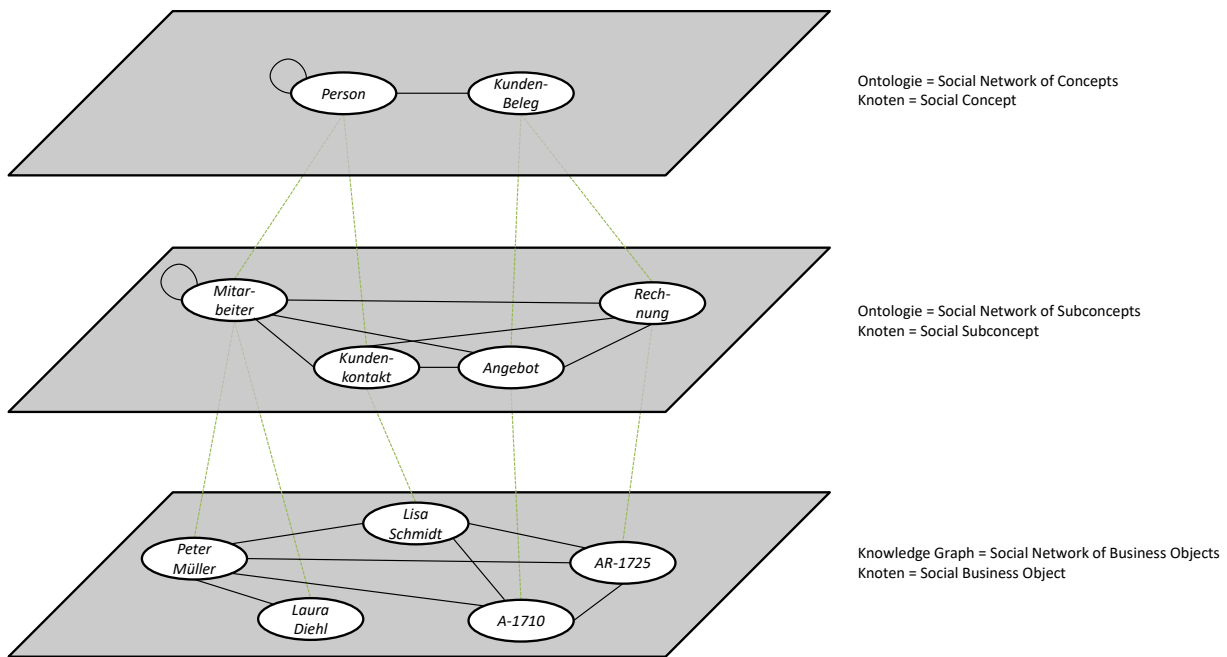 Person
Kunden-
Beleg
Ontologie = Social Network of Concepts
Knoten = Social Concept
Mitar-
beiter
Rech-
nung
Kunden-
kontakt
Angebot
Ontologie = Social Network of Subconcepts
Knoten = Social Subconcept
Lisa
Schmidt
Peter
Müller
AR-1725
Laura
Diehl
A-1710
Knowledge Graph = Social Network of Business Objects
Knoten = Social Business Object